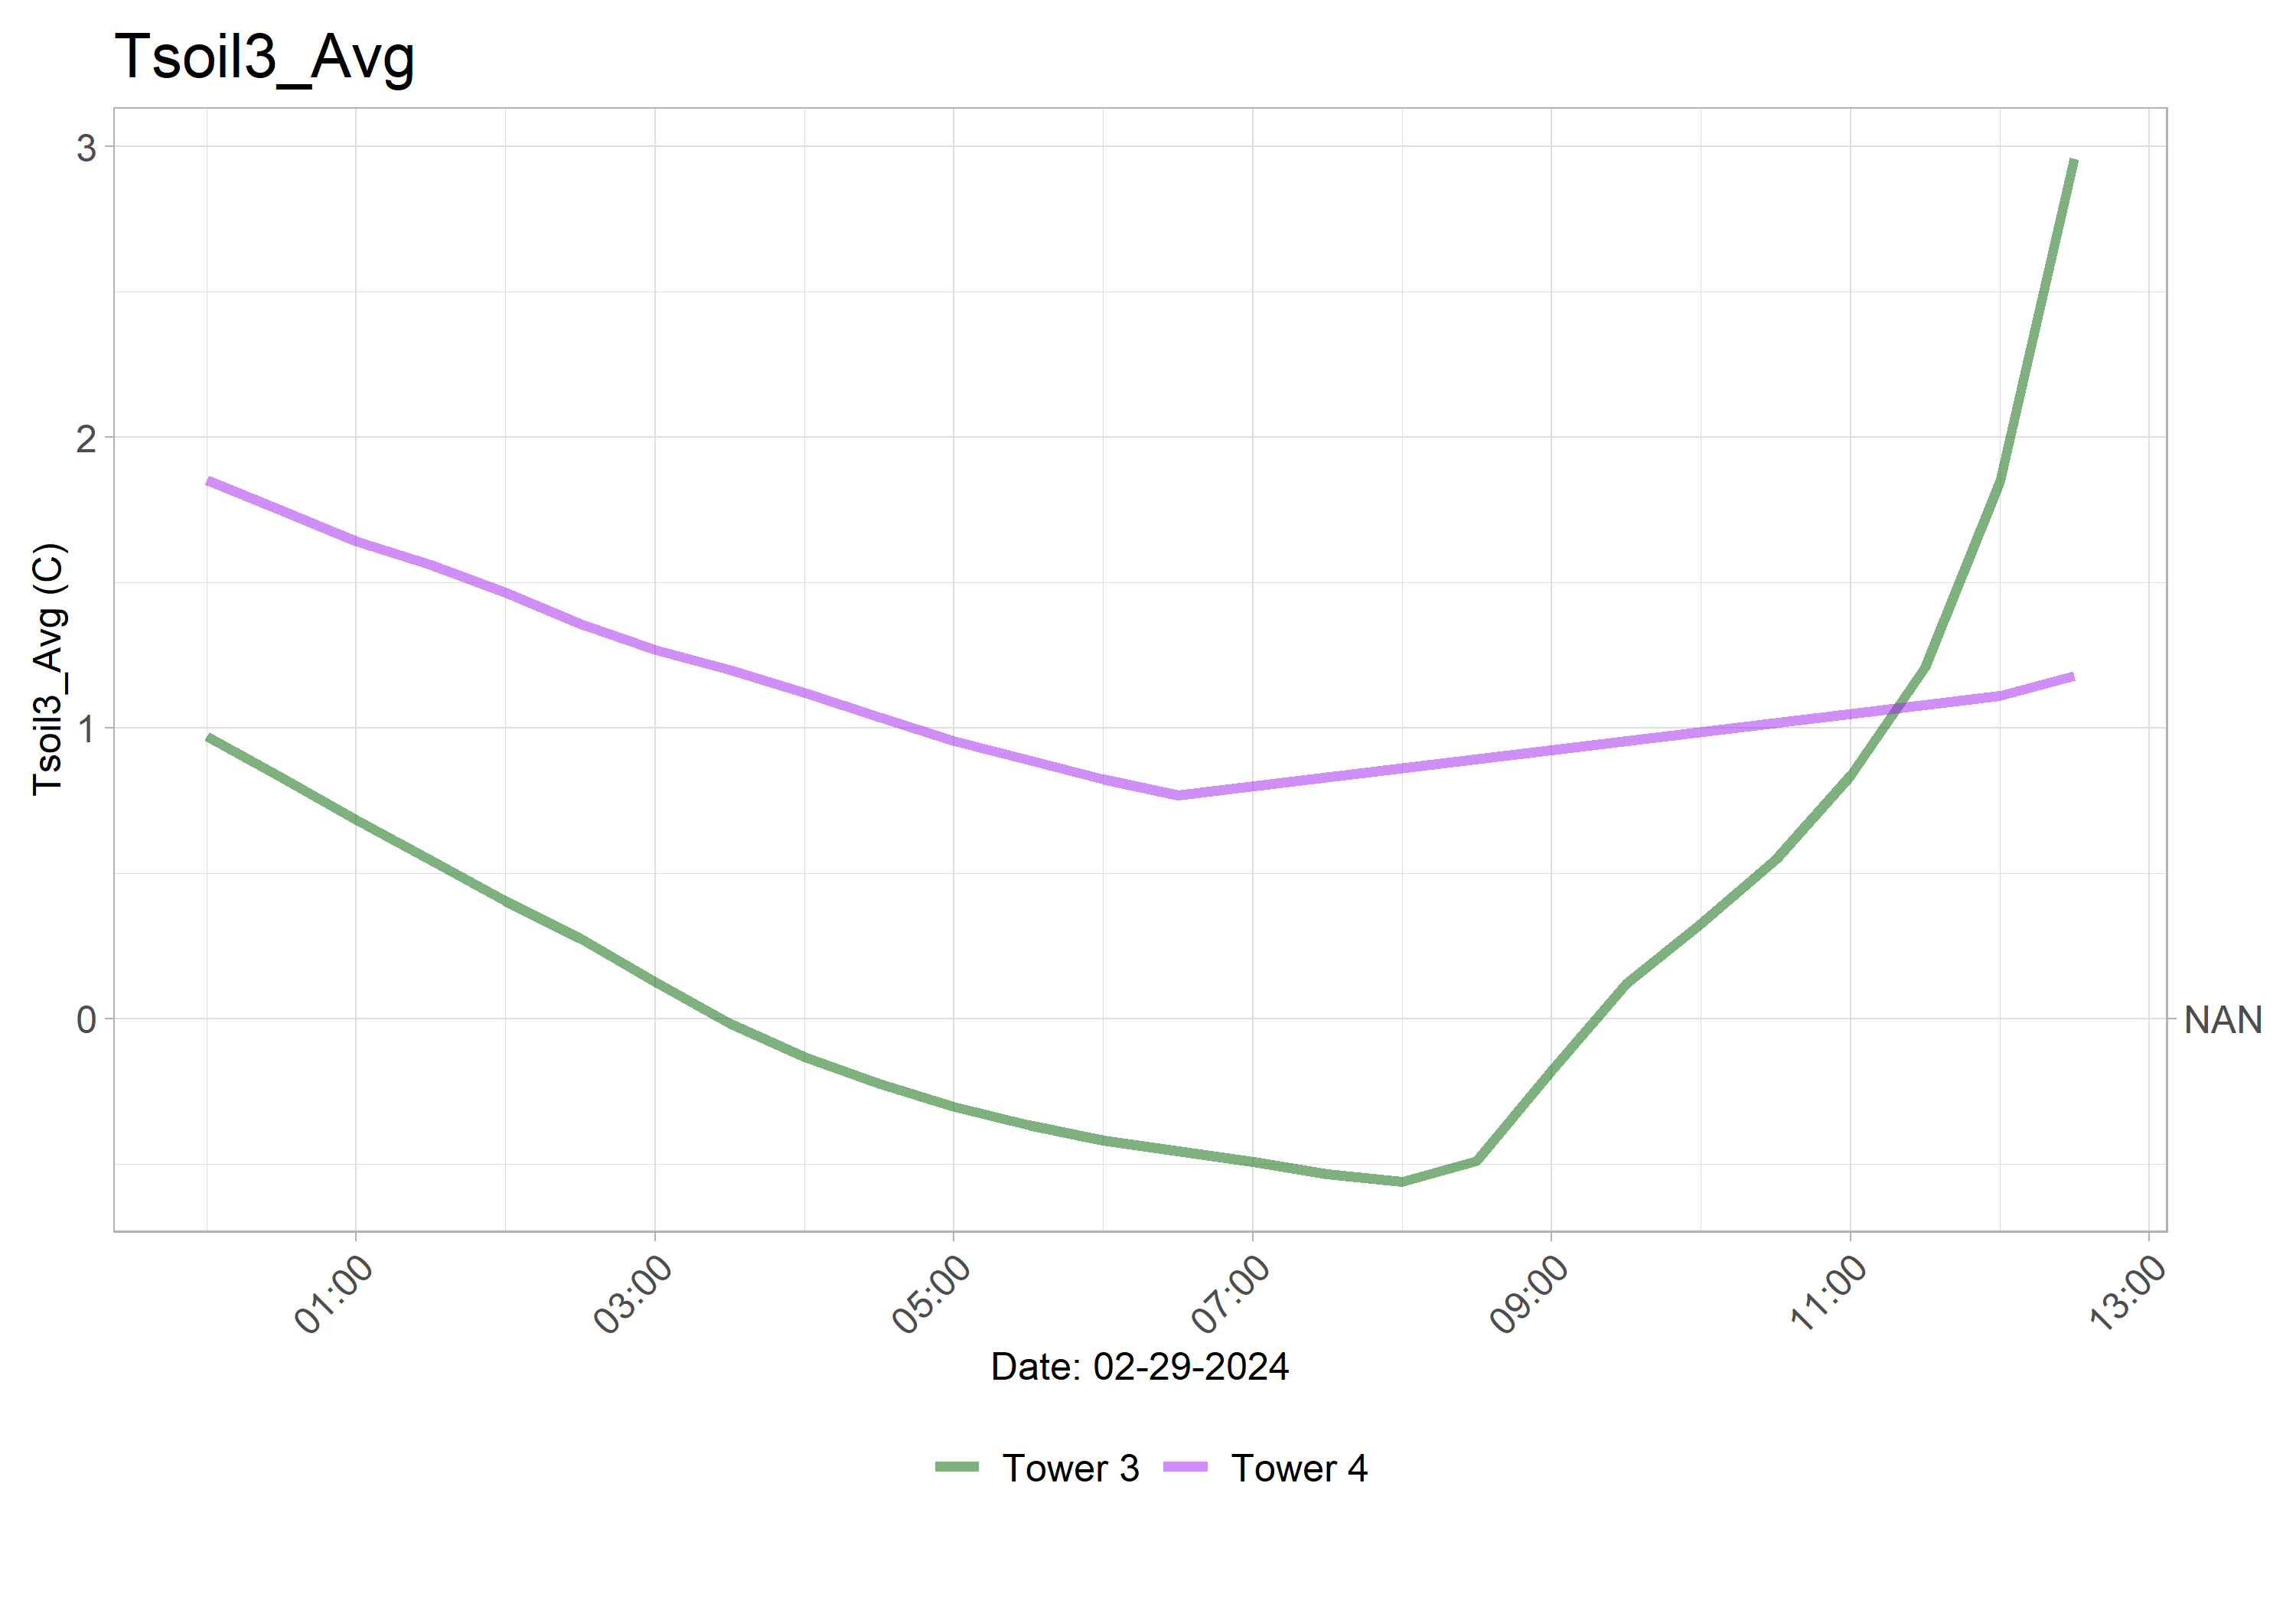 Tsoil3_Avg
Tsoil3_Avg (C)
3
2
1
0
NAN
01:00
03:00
05:00
07:00
09:00
11:00
13:00
Date: 02-29-2024
Tower 3
Tower 4